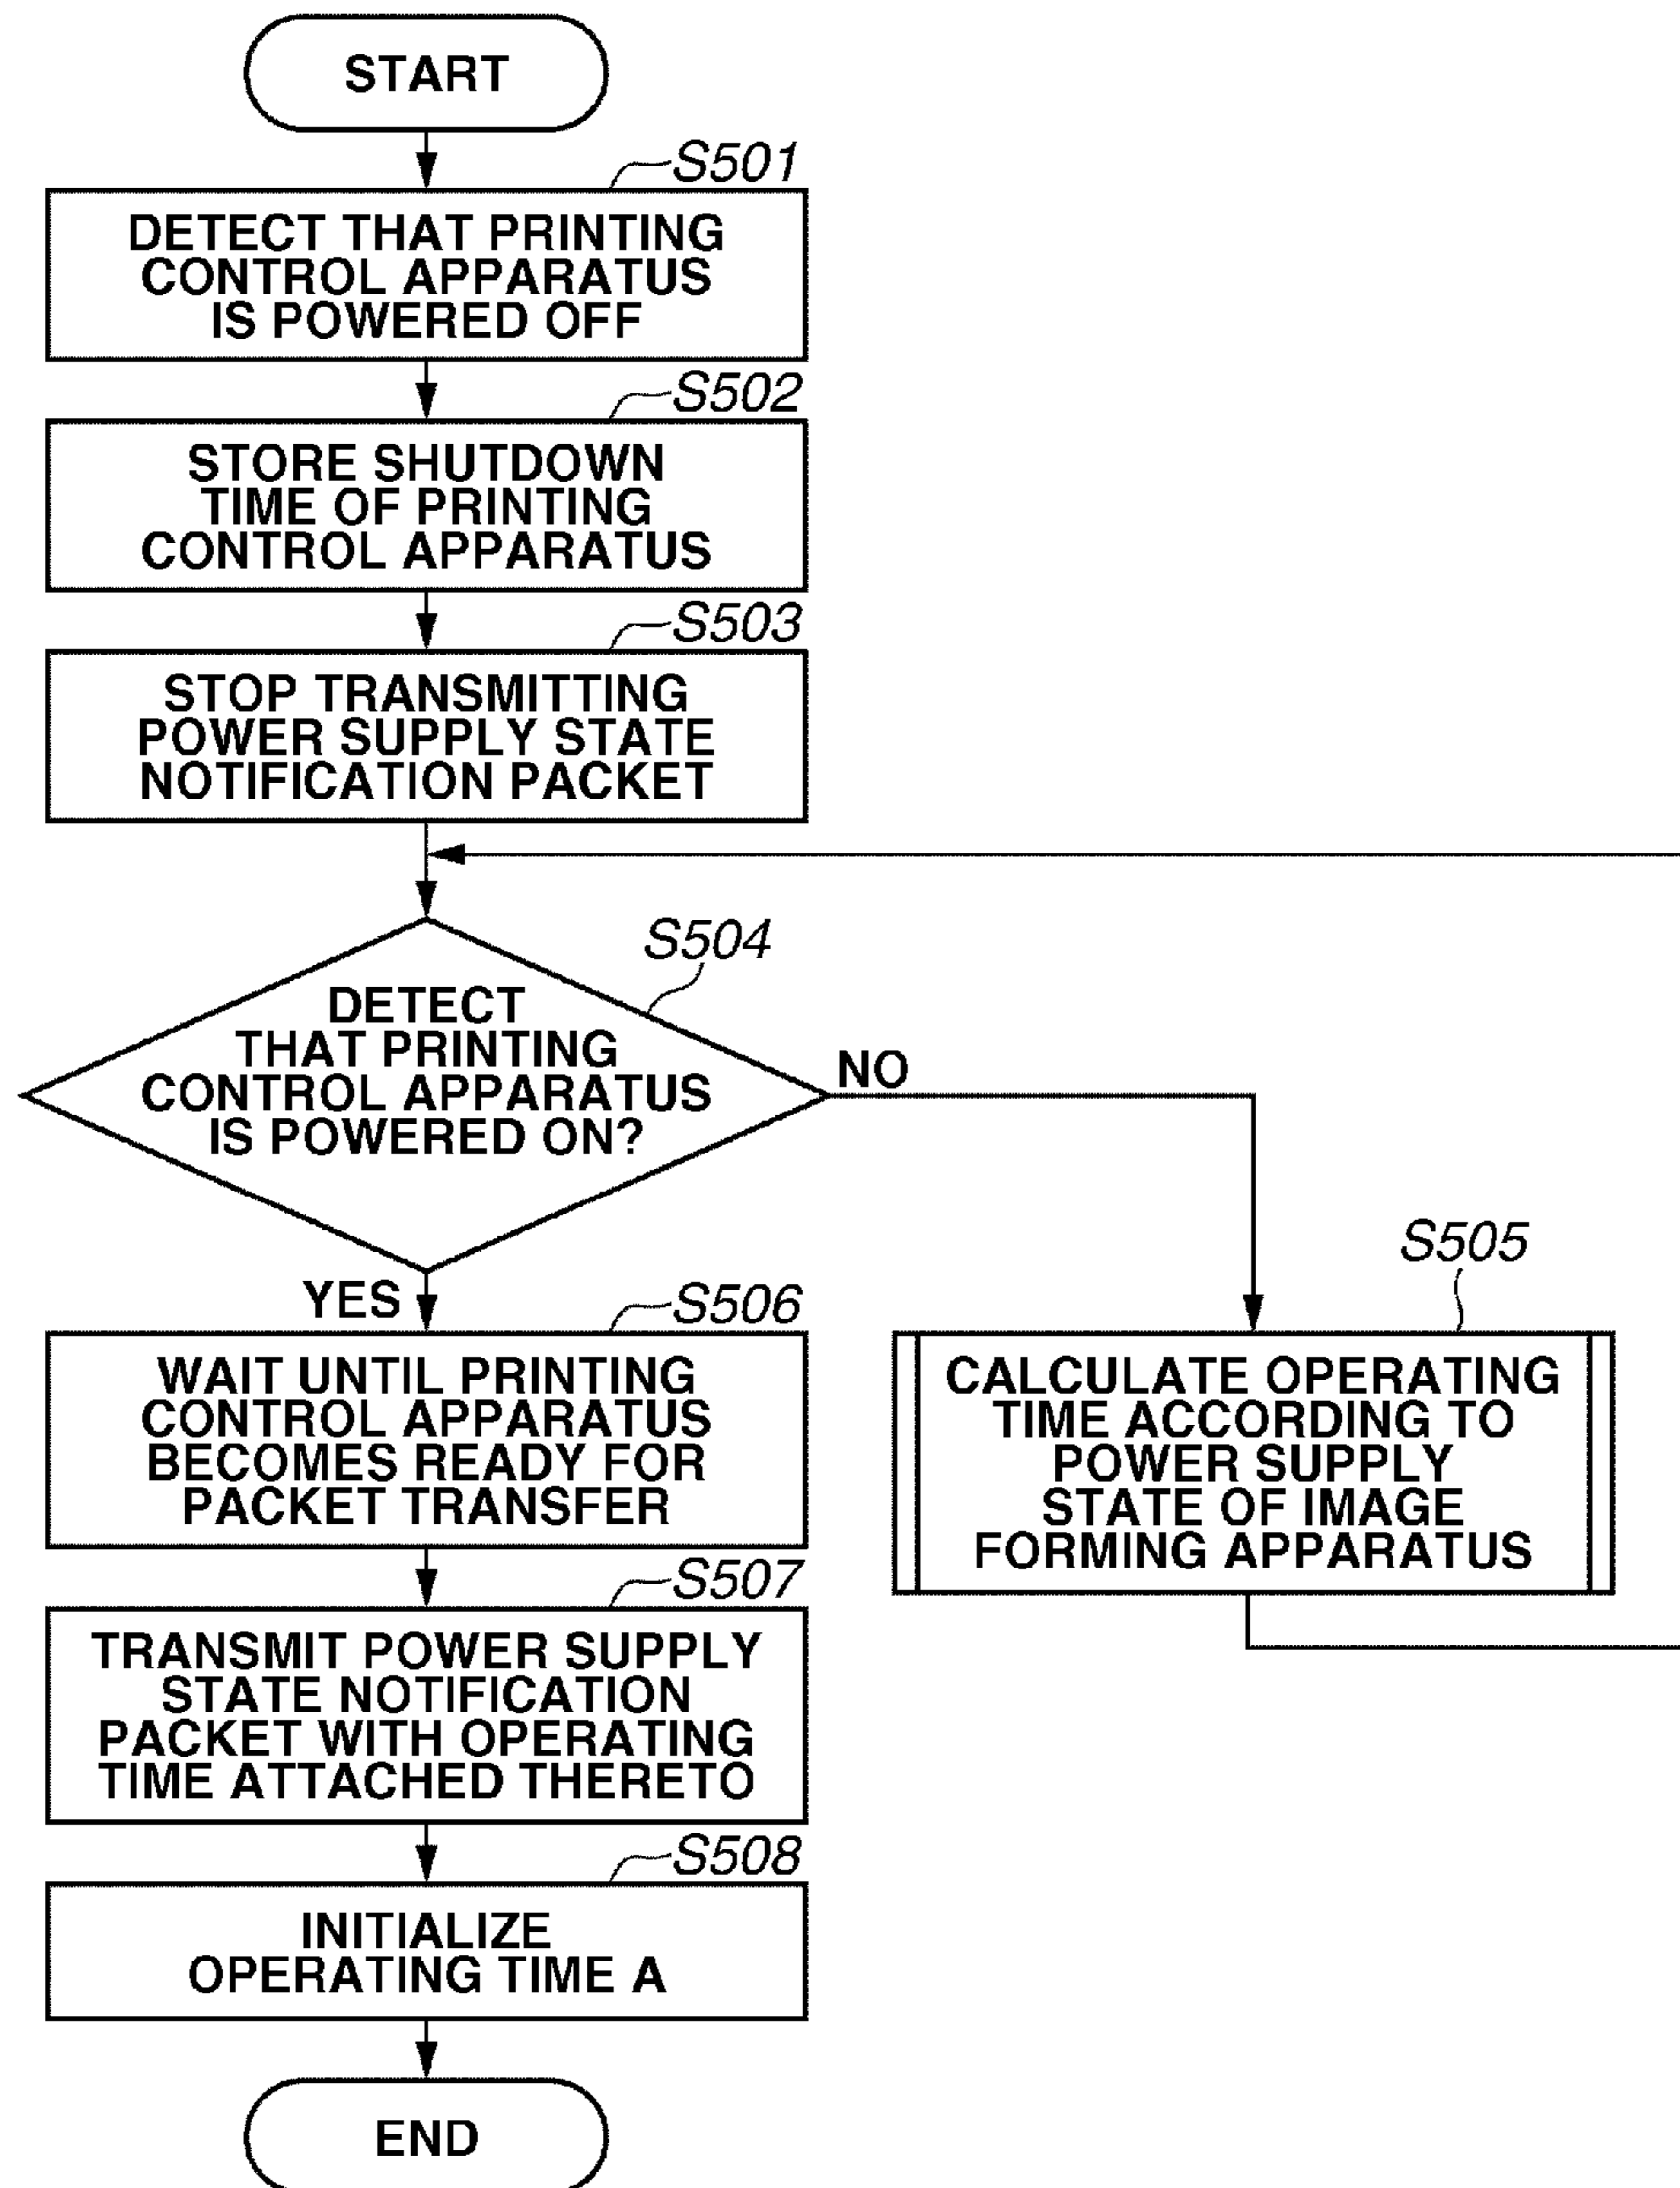 START
S501
DETECT THAT PRINTING
CONTROL APPARATUS
IS POWERED OFF
S502
STORE SHUTDOWN
TIME OF PRINTING
CONTROL APPARATUS
S503
STOP TRANSMITTING
POWER SUPPLY STATE
NOTIFICATION PACKET
S504
DETECT
THAT PRINTING
CONTROL APPARATUS
IS POWERED ON?
NO
S505
CALCULATE OPERATING
TIME ACCORDING TO
POWER SUPPLY
STATE OF IMAGE
FORMING APPARATUS
YES
S506
WAIT UNTIL PRINTING
CONTROL APPARATUS
BECOMES READY FOR
PACKET TRANSFER
S507
TRANSMIT POWER SUPPLY
STATE NOTIFICATION
PACKET WITH OPERATING
TIME ATTACHED THERETO
S508
INITIALIZE
OPERATING TIME A
END